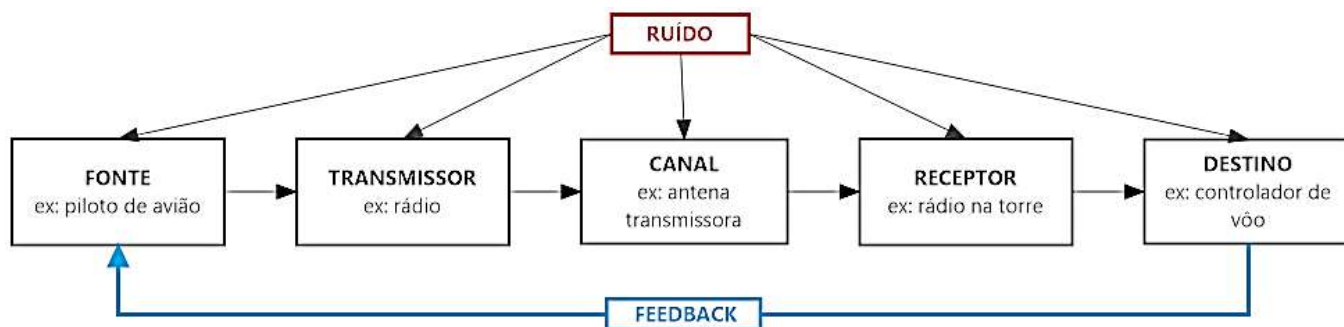 RUÍDO
FONTE
ex: piloto de avião
TRANSMISSOR
ex: rádio
CANAL
ex: antena
transmissora
RECEPTOR
ex: rádio na torre
DESTINO
ex: controlador de
vôo
FEEDBACK